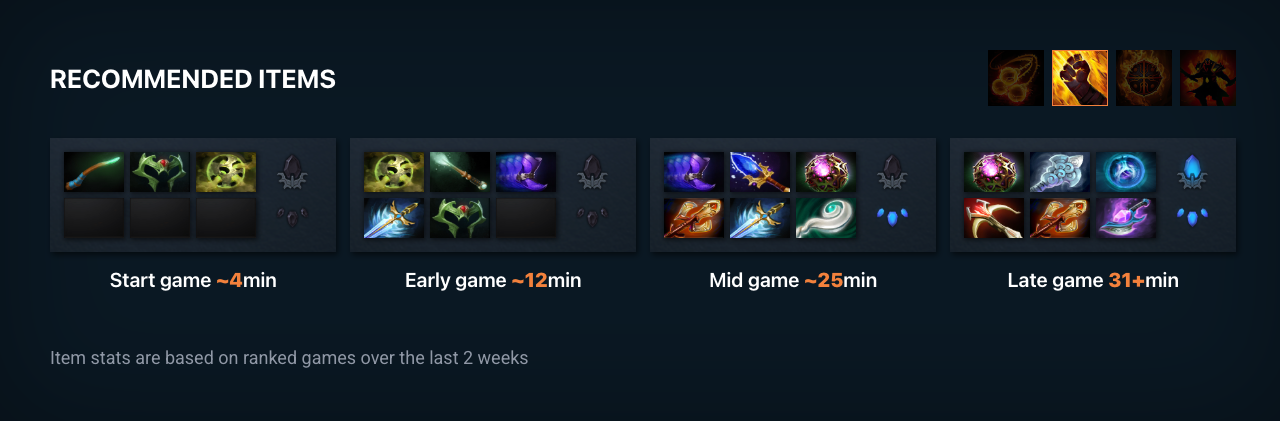 RECOMMENDED ITEMS
Start game ~4min
Early game ~12min
Mid game ~25min
Late game 31+min
Item stats are based on ranked games over the last 2 weeks